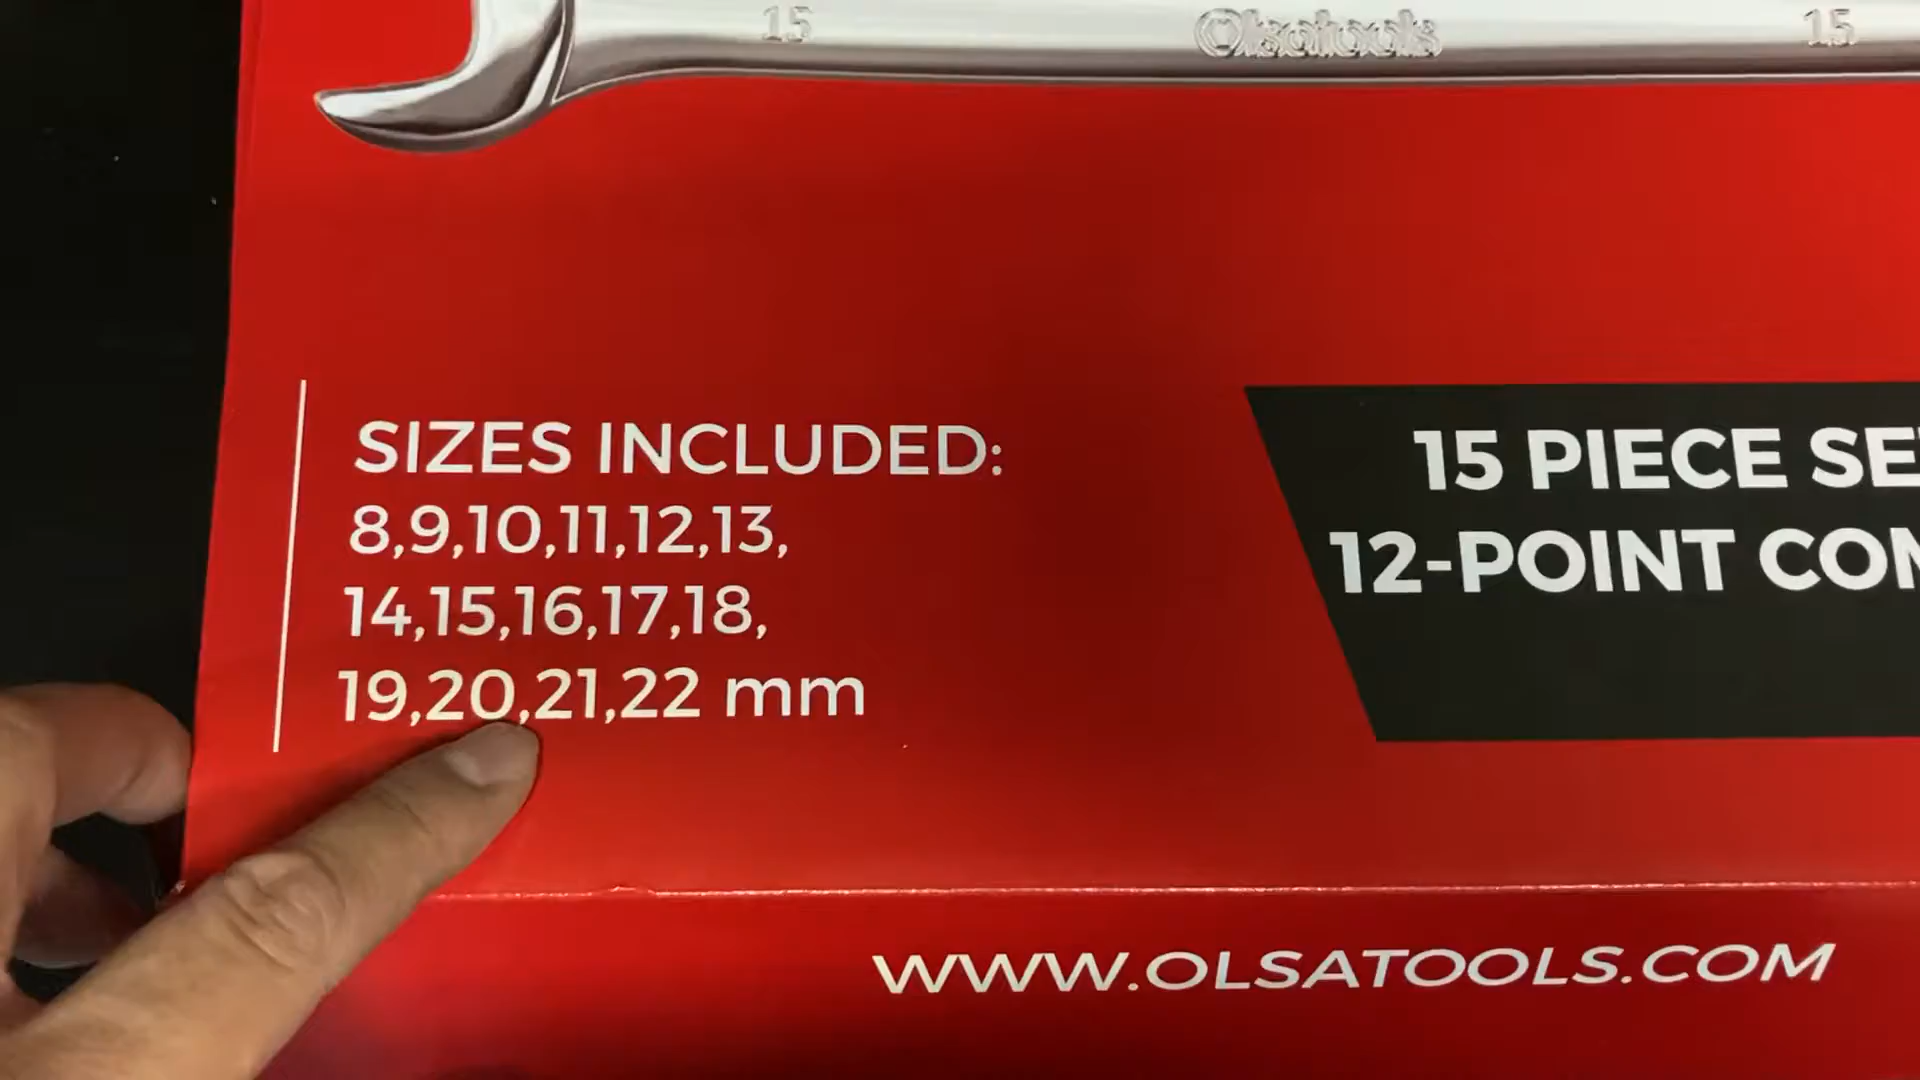 15 Olsatools 15
SIZES INCLUDED:
8,9,10,11,12,13,
14,15,16,17,18,
19,20,21,22 mm
15 PIECE SE
12-POINT COM
WWW.OLSATOOLS.COM